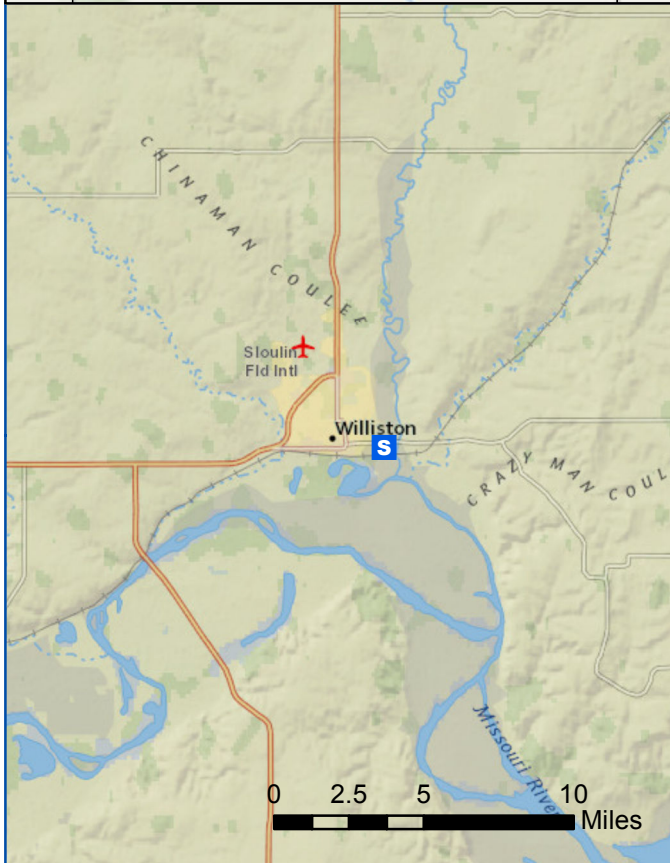 CHINAMAN COULEE
Sloulin
Fld Intl
Williston
S
CRAZY MAN COUL
Missouri River
0 2.5 5 10
Miles